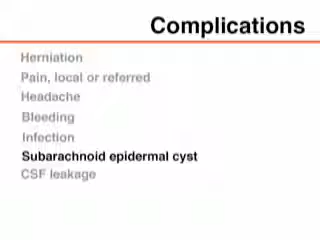 Complications
Herniation
Pain, local or referred
Headache
Bleeding
Infection
Subarachnoid epidermal cyst
CSF leakage